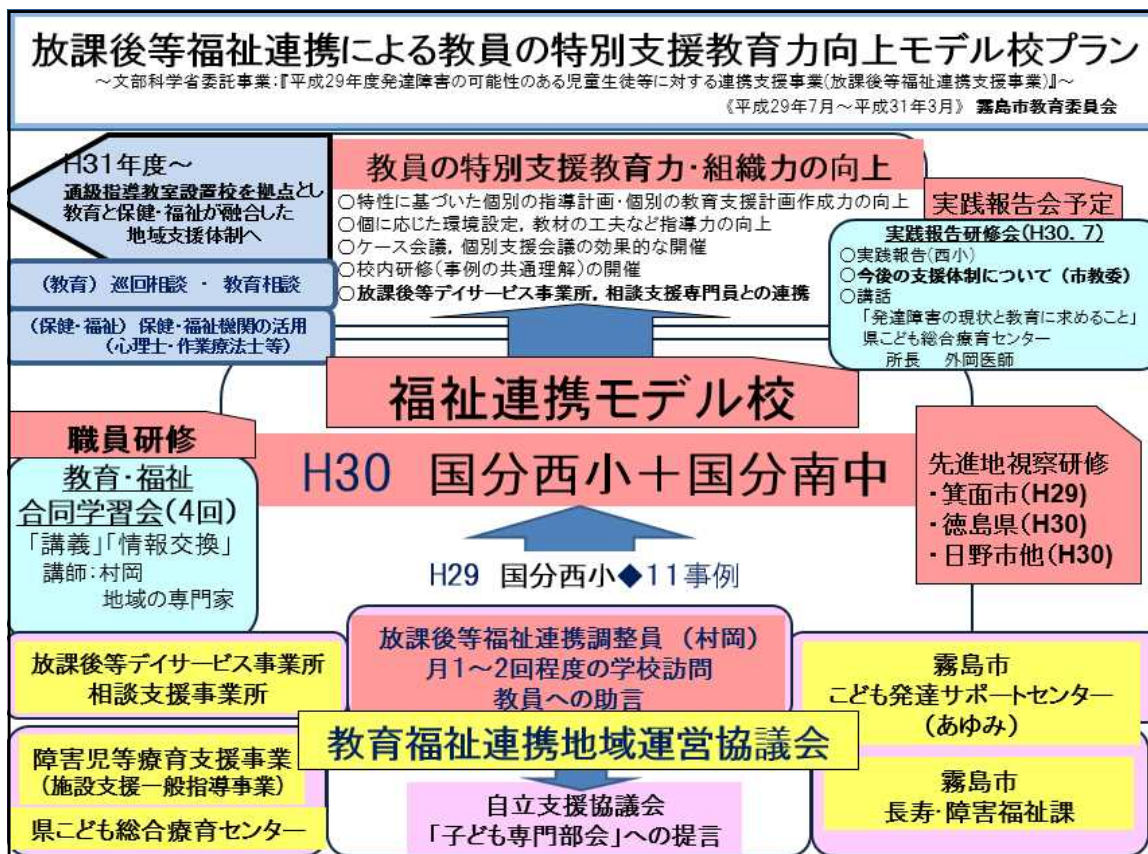 放課後等福祉連携による教員の特別支援教育力向上モデル校プラン
～文部科学省委託事業:『平成29年度発達障害の可能性のある児童生徒等に対する連携支援事業(放課後等福祉連携支援事業)』～
《平成29年7月～平成31年3月》 霧島市教育委員会
H31年度～
通級指導教室設置校を拠点とし
教育と保健・福祉が融合した
地域支援体制へ
(教育) 巡回相談 ・ 教育相談
(保健・福祉) 保健・福祉機関の活用
(心理士・作業療法士等)
教員の特別支援教育力・組織力の向上
○特性に基づいた個別の指導計画・個別の教育支援計画作成力の向上
○個に応じた環境設定，教材の工夫など指導力の向上
○ケース会議，個別支援会議の効果的な開催
○校内研修(事例の共通理解)の開催
○放課後等デイサービス事業所，相談支援専門員との連携
実践報告会予定
実践報告研修会(H30. 7)
○実践報告(西小)
○今後の支援体制について (市教委)
○講話
「発達障害の現状と教育に求めること」
県こども総合療育センター
所長 外岡医師
福祉連携モデル校
H30 国分西小＋国分南中
職員研修
教育・福祉
合同学習会(4回)
「講義」「情報交換」
講師:村岡
地域の専門家
先進地視察研修
・箕面市(H29)
・徳島県(H30)
・日野市他(H30)
H29 国分西小◆11事例
放課後等福祉連携調整員 (村岡)
月1～2回程度の学校訪問
教員への助言
放課後等デイサービス事業所
相談支援事業所
霧島市
こども発達サポートセンター
(あゆみ)
教育福祉連携地域運営協議会
障害児等療育支援事業
(施設支援一般指導事業)
県こども総合療育センター
自立支援協議会
「子ども専門部会」への提言
霧島市
長寿・障害福祉課